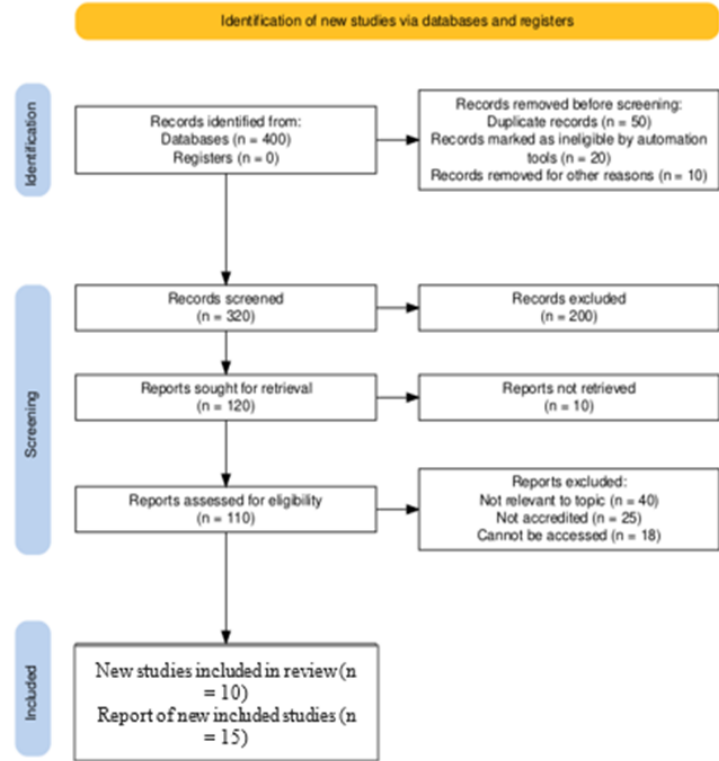 Identification of new studies via databases and registers
Identification
Records identified from:
Databases (n = 400)
Registers (n = 0)
Records removed before screening:
Duplicate records (n = 50)
Records marked as ineligible by automation
tools (n = 20)
Records removed for other reasons (n = 10)
Screening
Records screened
(n = 320)
Records excluded
(n = 200)
Reports sought for retrieval
(n = 120)
Reports not retrieved
(n = 10)
Reports assessed for eligibility
(n = 110)
Reports excluded:
Not relevant to topic (n = 40)
Not accredited (n = 25)
Cannot be accessed (n = 18)
Included
New studies included in review (n
= 10)
Report of new included studies (n
= 15)